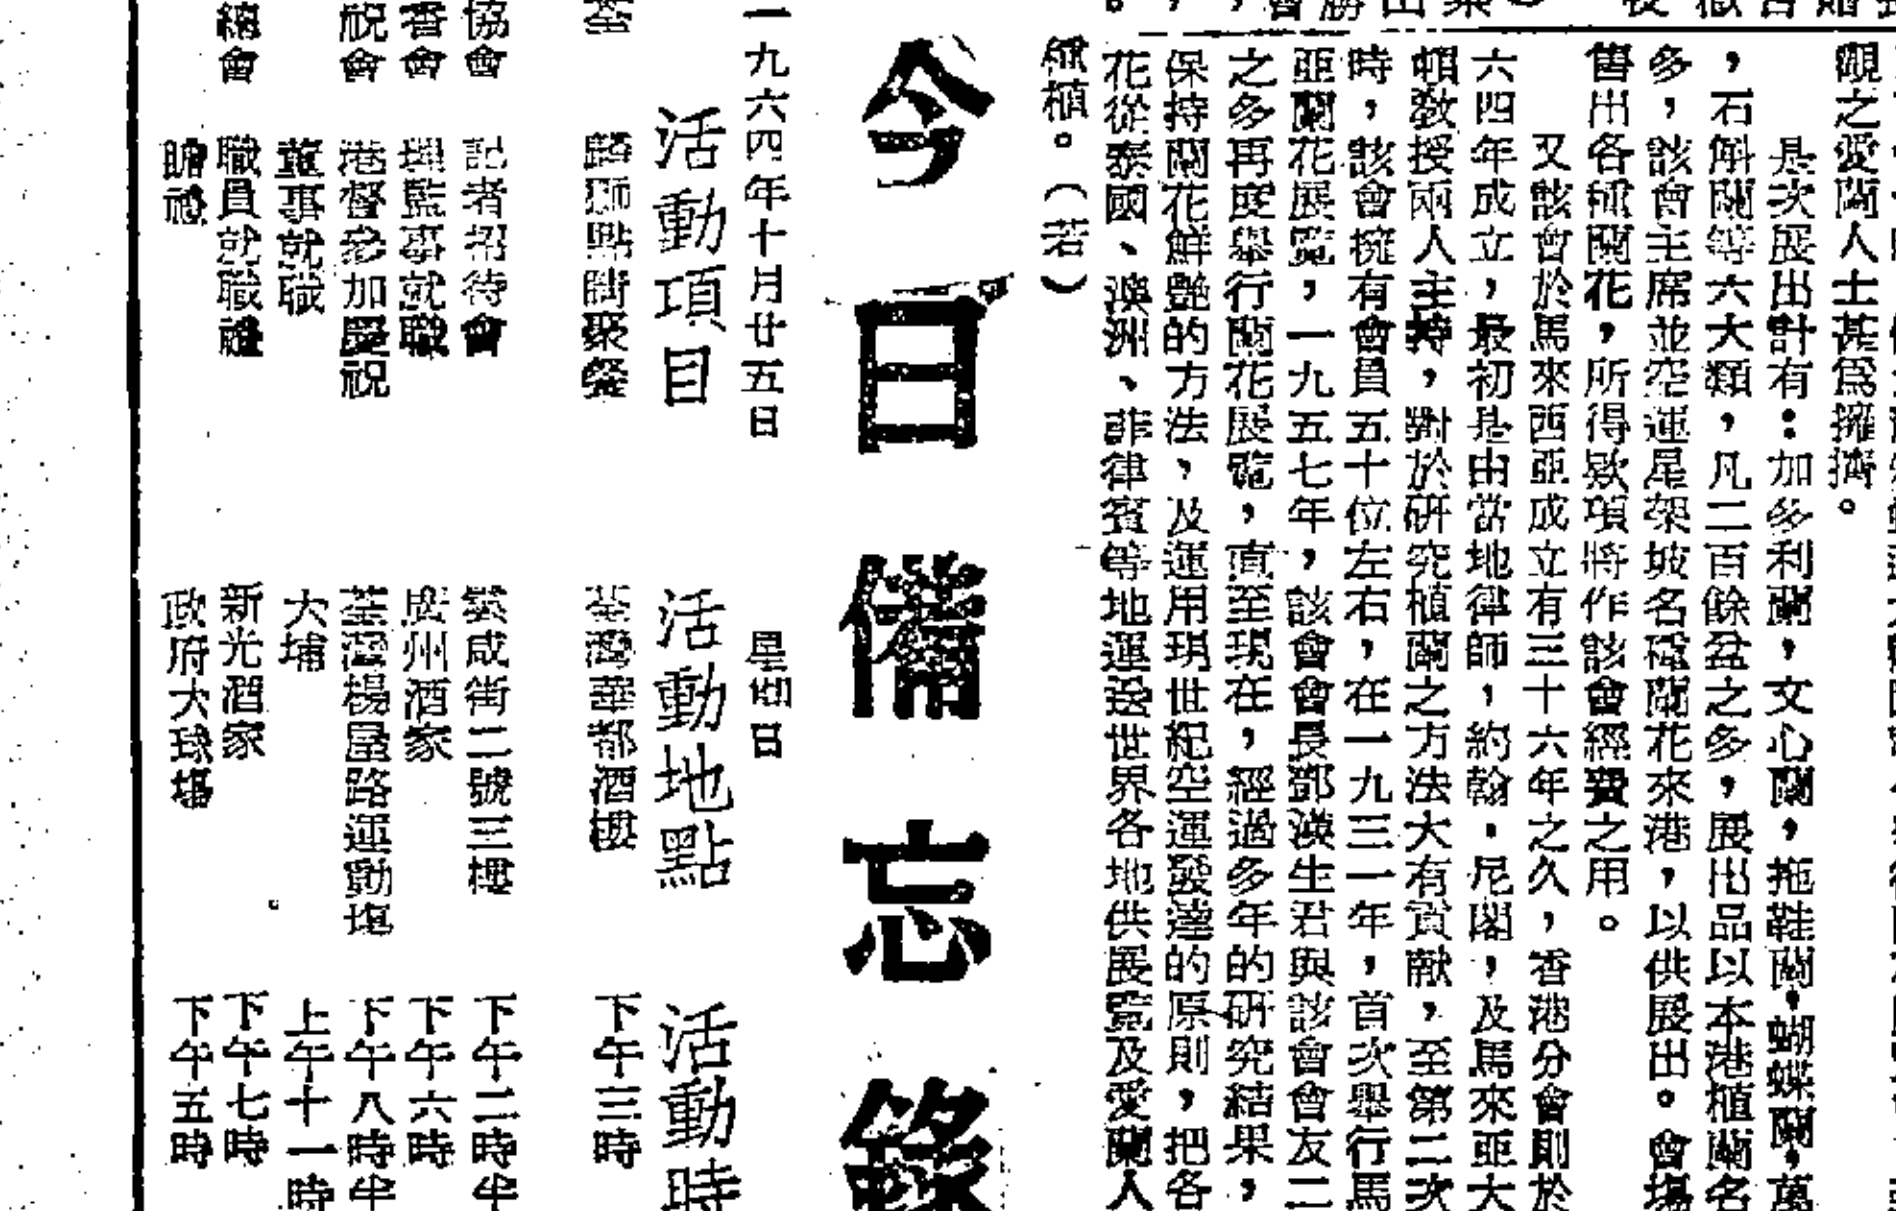 觀之愛蘭人士甚爲擁擠。
是次展出計有：加多利蘭，文心蘭，拖鞋蘭，蝴蝶蘭，萬
，石斛蘭等六大類，凡二百餘盆之多，展出品以本港植蘭名
多，該會主席並空運星架坡名種蘭花來港，以供展出。會場
售出各種蘭花，所得欵項將作該會經費之用。
又該會於馬來西亞成立有三十六年之久，香港分會則於
六四年成立，最初是由當地律師，約翰．尼閣，及馬來亞大
頓敎授兩人主持，對於研究植蘭之方法大有貢献，至第二次
時，該會擁有會員五十位左右，在一九三一年，首次舉行馬
亞蘭花展覽，一九五七年，該會會長鄧渶生君與該會會友二
之多再度舉行蘭花展覽，直至現在，經過多年的研究結果，
保持蘭花鮮艷的方法，及運用現世紀空運發達的原則，把各
花從泰國、澳洲、菲律賓等地運送世界各地供展覽及愛蘭人
種植。（若）
今日備忘錄
一九六四年十月廿五日　星期日
活動項目　活動地點　活動時
荃　麟獅點睛聚餐　荃灣華都酒樓　下午三時
協會　記者招待會　雲咸街二號三樓　下午二時半
香會　理監事就職　廣州酒家　下午六時
祝會　港督參加慶祝　荃灣楊屋路運動塲　下午八時半
董事就職　大埔　上午十一時
總會　職員就職禮　新光酒家　下午七時
瞻禮　政府大球塲　下午五時